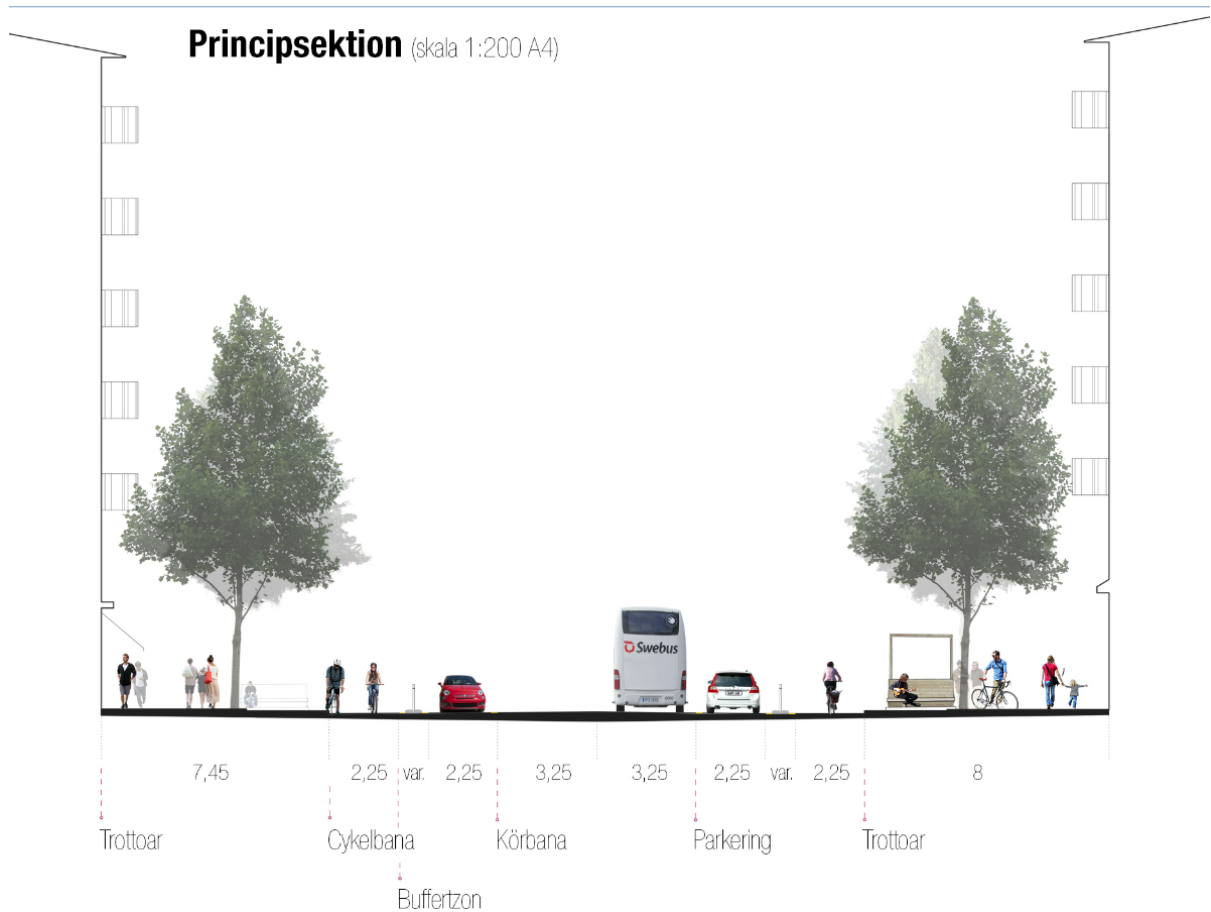 Principsektion (skala 1:200 A4)
Swebus
7,45 2,25 var. 2,25 3,25 3,25 2,25 var. 2,25 8
Trottoar Cykelbana Körbana Parkering Trottoar
Buffertzon